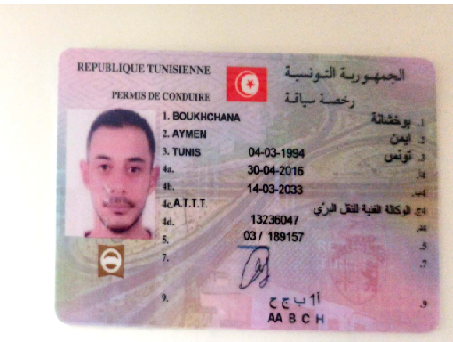 REPUBLIQUE TUNISIENNE الجمهورية التونسية
PERMIS DE CONDUIRE رخصة سياقة
1. BOUKHCHANA بوخشانة
2. AYMEN أيمن
3. TUNIS 04-03-1994 تونس
4a. 30-04-2016
4b. 14-03-2033
4c. A.T.T.T. الوكالة الفنية للنقل البري
4d. 13236047
5. 03/ 189157
7.
9. أ1 ب ج ح
AA B C H